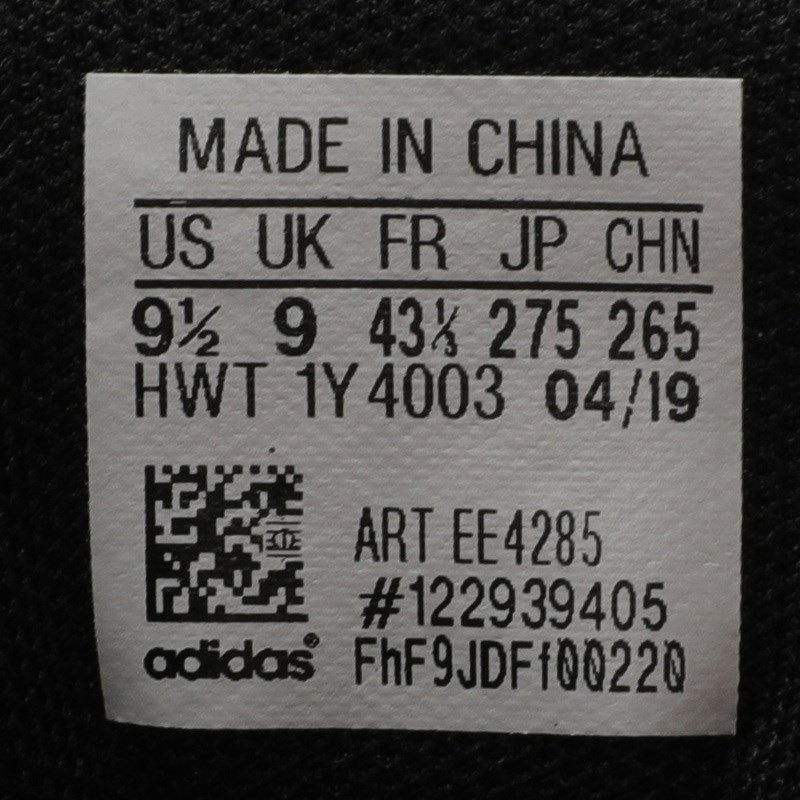 MADE IN CHINA
US UK FR JP CHN
9½ 9 43⅓ 275 265
HWT 1Y4003 04/19
ART EE4285
#122939405
adidas® FhF9JDFf00220